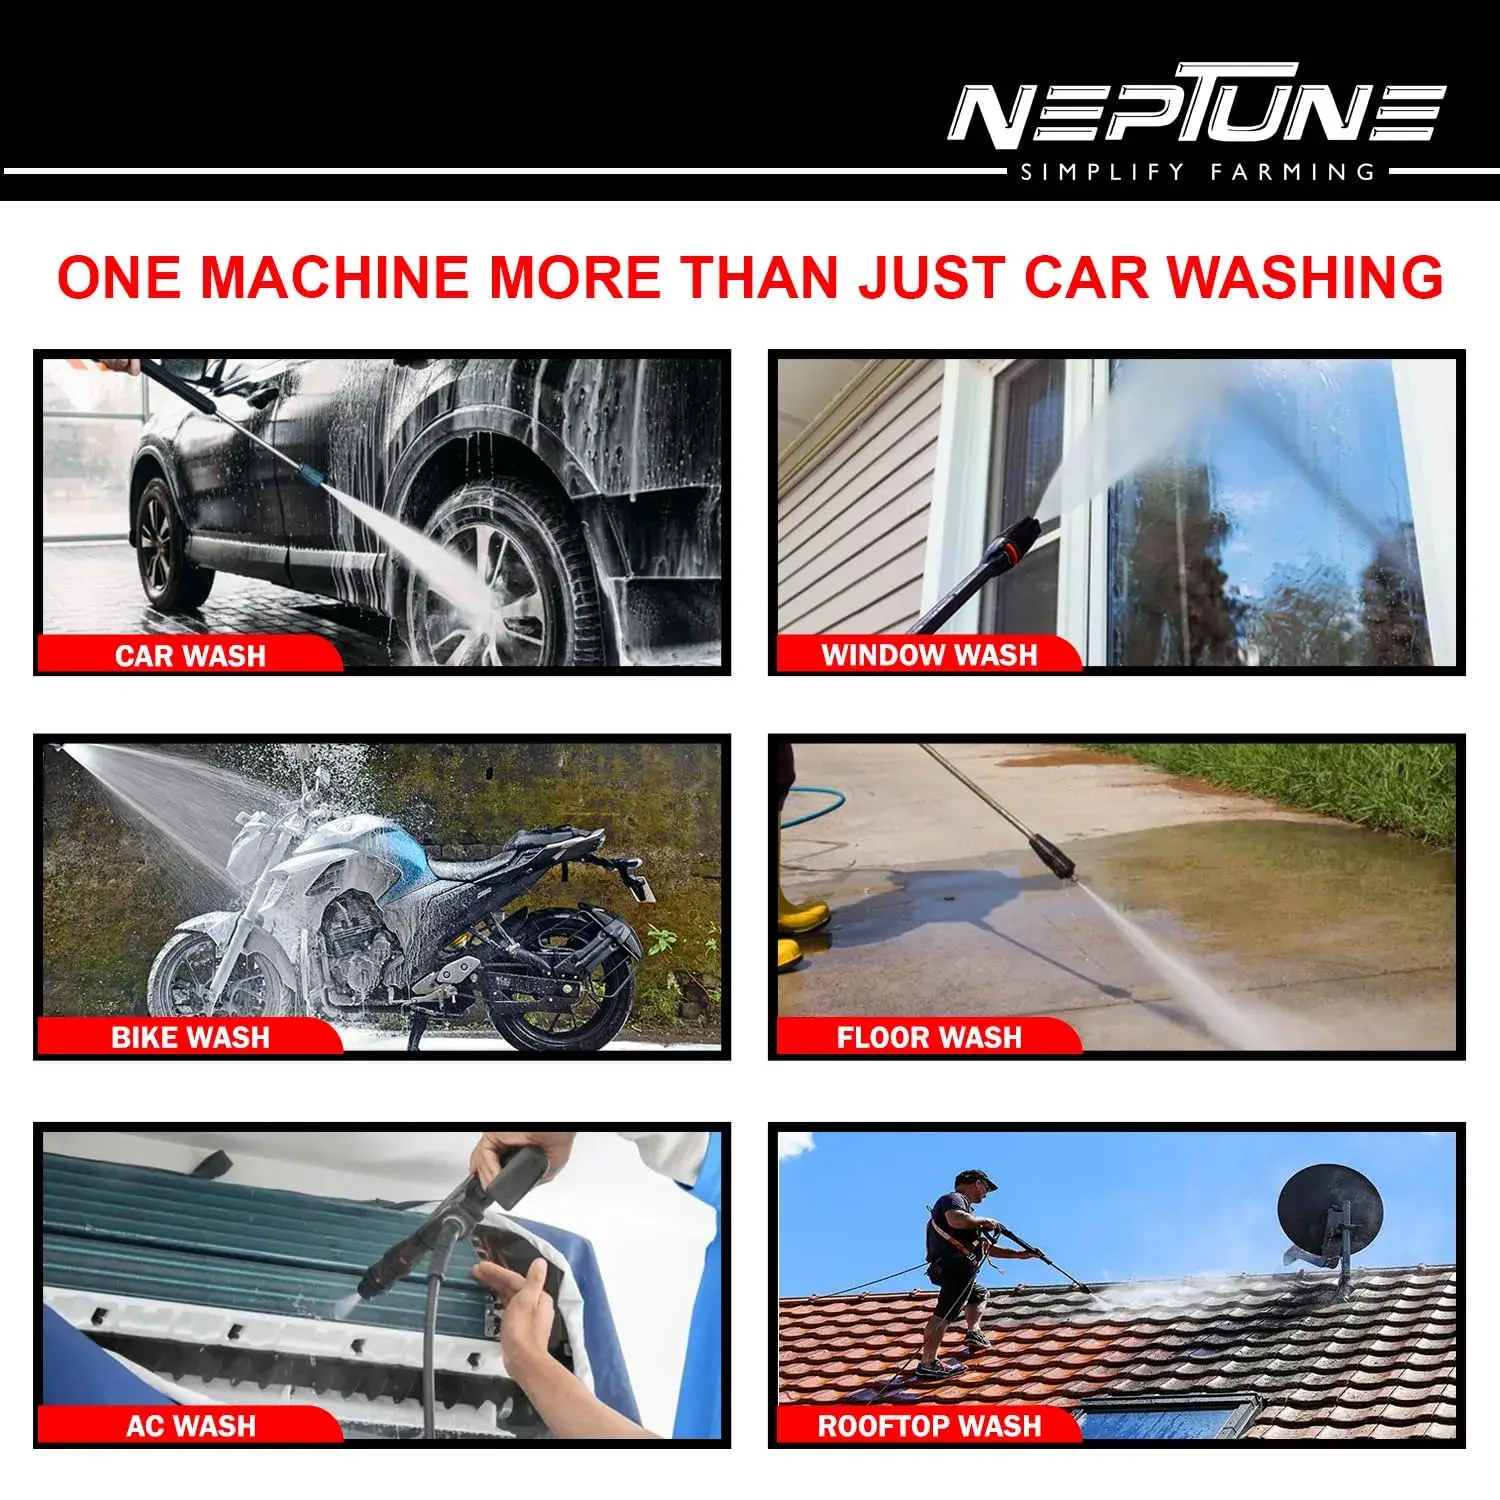 NEPTUNE
SIMPLIFY FARMING
ONE MACHINE MORE THAN JUST CAR WASHING
CAR WASH
WINDOW WASH
BIKE WASH
FLOOR WASH
AC WASH
ROOFTOP WASH